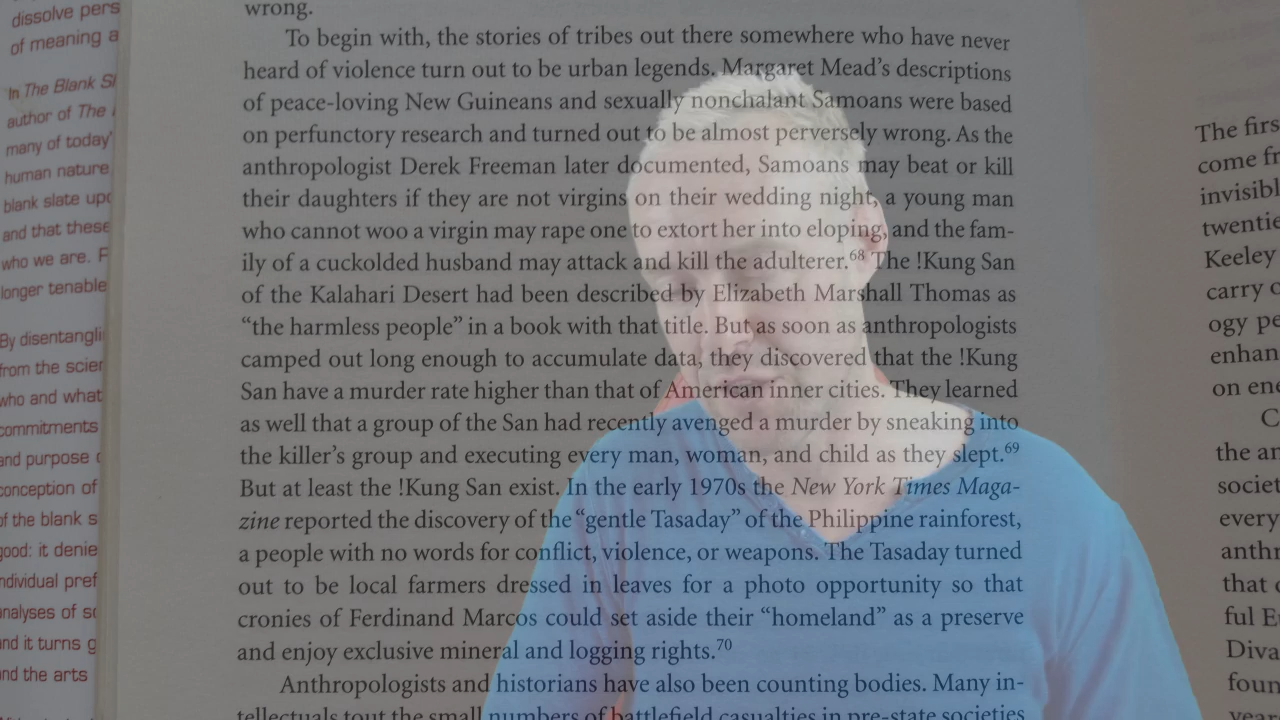 dissolve pers
of meaning a
In The Blank Sl
author of The
many of today'
human nature
blank slate upo
and that these
who we are. F
longer tenable
By disentangli
from the scien
who and what
commitments
and purpose o
conception of
of the blank s
good: it denie
individual pref
analyses of so
and it turns g
and the arts
wrong.
To begin with, the stories of tribes out there somewhere who have never
heard of violence turn out to be urban legends. Margaret Mead's descriptions
of peace-loving New Guineans and sexually nonchalant Samoans were based
on perfunctory research and turned out to be almost perversely wrong. As the
anthropologist Derek Freeman later documented, Samoans may beat or kill
their daughters if they are not virgins on their wedding night, a young man
who cannot woo a virgin may rape one to extort her into eloping, and the fam-
ily of a cuckolded husband may attack and kill the adulterer.68 The !Kung San
of the Kalahari Desert had been described by Elizabeth Marshall Thomas as
“the harmless people” in a book with that title. But as soon as anthropologists
camped out long enough to accumulate data, they discovered that the !Kung
San have a murder rate higher than that of American inner cities. They learned
as well that a group of the San had recently avenged a murder by sneaking into
the killer's group and executing every man, woman, and child as they slept.69
But at least the !Kung San exist. In the early 1970s the New York Times Maga-
zine reported the discovery of the “gentle Tasaday” of the Philippine rainforest,
a people with no words for conflict, violence, or weapons. The Tasaday turned
out to be local farmers dressed in leaves for a photo opportunity so that
cronies of Ferdinand Marcos could set aside their “homeland” as a preserve
and enjoy exclusive mineral and logging rights.70
Anthropologists and historians have also been counting bodies. Many in-
tellectuals tout the small numbers of battlefield casualties in pre-state societies
The firs
come fr
invisibl
twentie
Keeley
carry o
ogy pe
enhan
on ene
C
the an
societ
every
anthr
that c
ful E
Diva
foun